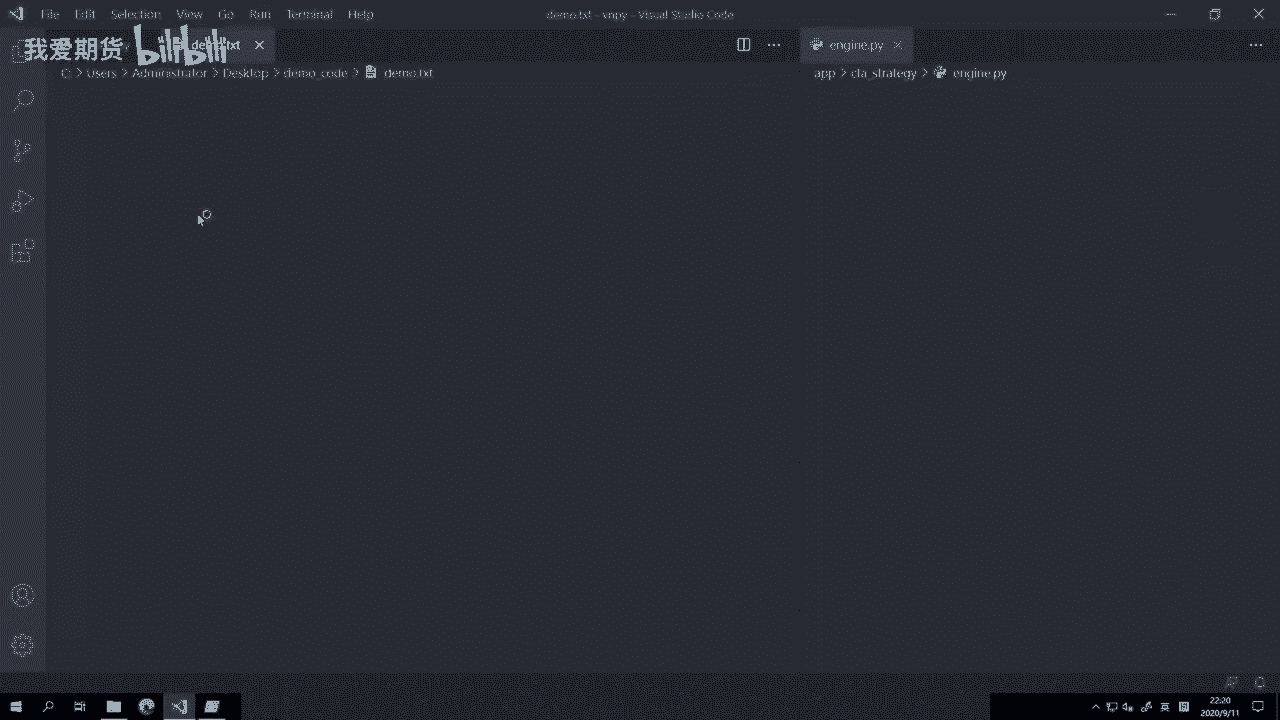 File Edit Selection View Go Run Terminal Help
demo.txt - vnpy - Visual Studio Code
我爱期货 bilibili
demo.txt
engine.py
C: > Users > Administrator > Desktop > demo_code > demo.txt
app > cta_strategy > engine.py
英
22:20
2020/9/11